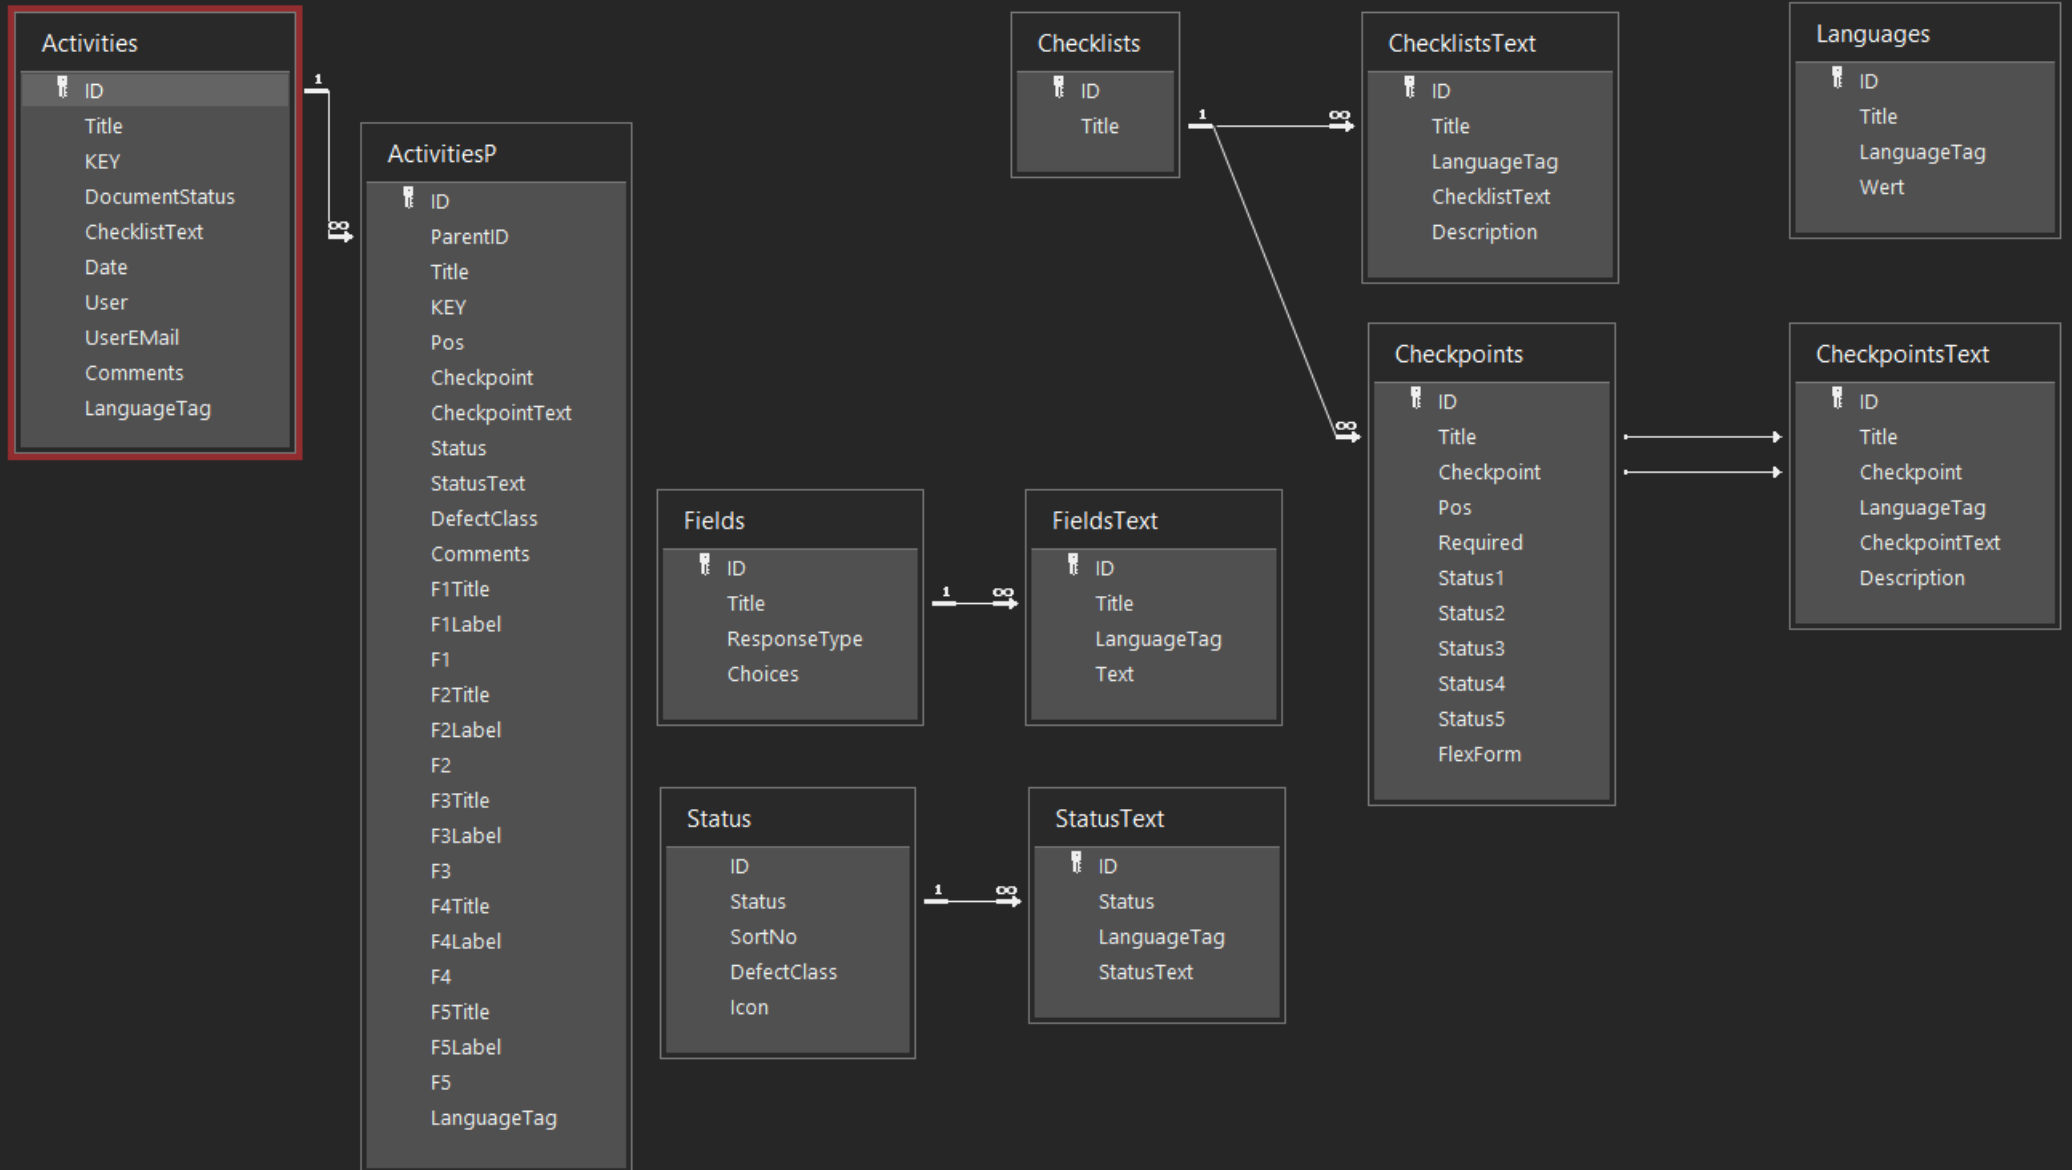 Activities
ID
Title
KEY
DocumentStatus
ChecklistText
Date
User
UserEMail
Comments
LanguageTag
1
∞
ActivitiesP
ID
ParentID
Title
KEY
Pos
Checkpoint
CheckpointText
Status
StatusText
DefectClass
Comments
F1Title
F1Label
F1
F2Title
F2Label
F2
F3Title
F3Label
F3
F4Title
F4Label
F4
F5Title
F5Label
F5
LanguageTag
Fields
ID
Title
ResponseType
Choices
1
∞
FieldsText
ID
Title
LanguageTag
Text
Status
ID
Status
SortNo
DefectClass
Icon
1
∞
StatusText
ID
Status
LanguageTag
StatusText
Checklists
ID
Title
1
∞
∞
ChecklistsText
ID
Title
LanguageTag
ChecklistText
Description
Checkpoints
ID
Title
Checkpoint
Pos
Required
Status1
Status2
Status3
Status4
Status5
FlexForm
Languages
ID
Title
LanguageTag
Wert
CheckpointsText
ID
Title
Checkpoint
LanguageTag
CheckpointText
Description